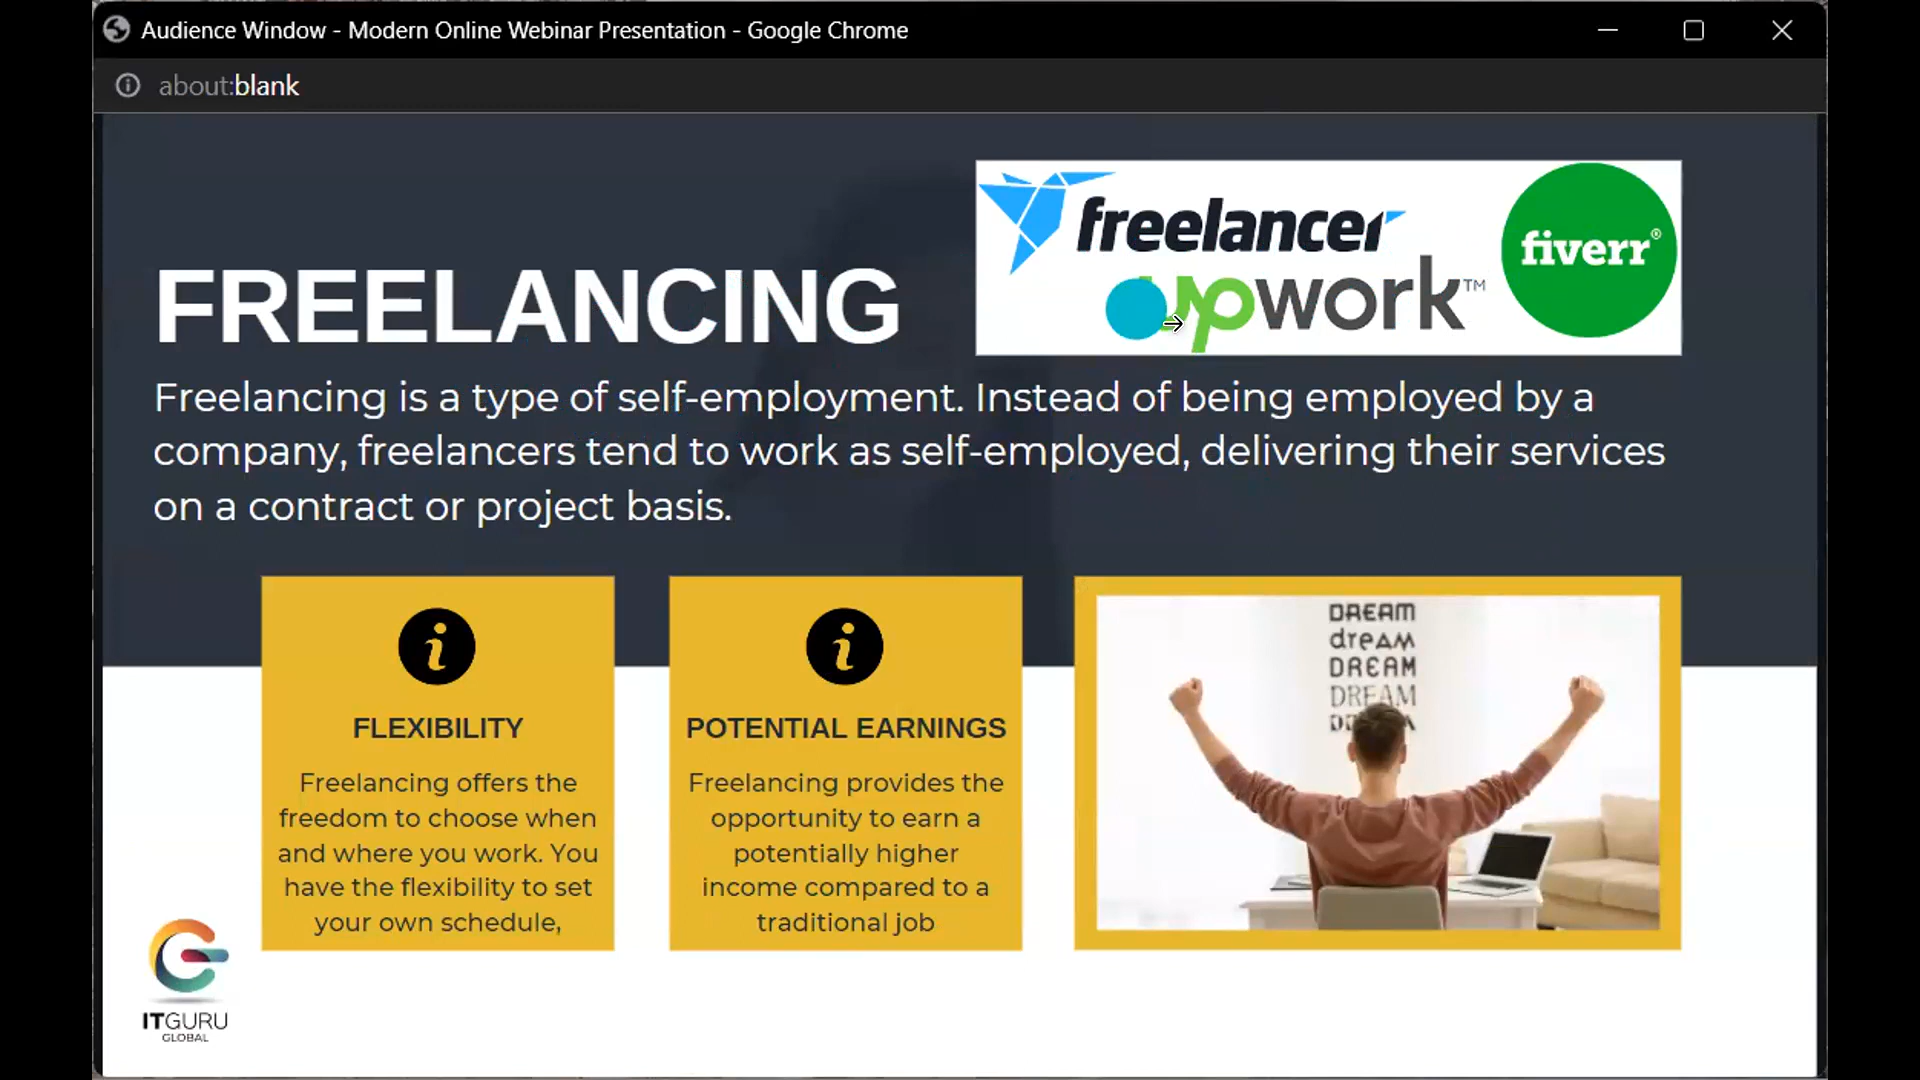 Audience Window - Modern Online Webinar Presentation - Google Chrome
about:blank
freelancer
upwork™
fiverr®
FREELANCING
Freelancing is a type of self-employment. Instead of being employed by a
company, freelancers tend to work as self-employed, delivering their services
on a contract or project basis.
i
FLEXIBILITY
Freelancing offers the
freedom to choose when
and where you work. You
have the flexibility to set
your own schedule,
i
POTENTIAL EARNINGS
Freelancing provides the
opportunity to earn a
potentially higher
income compared to a
traditional job
DREAM
dreAM
DREAM
DREAM
ITGURU
GLOBAL